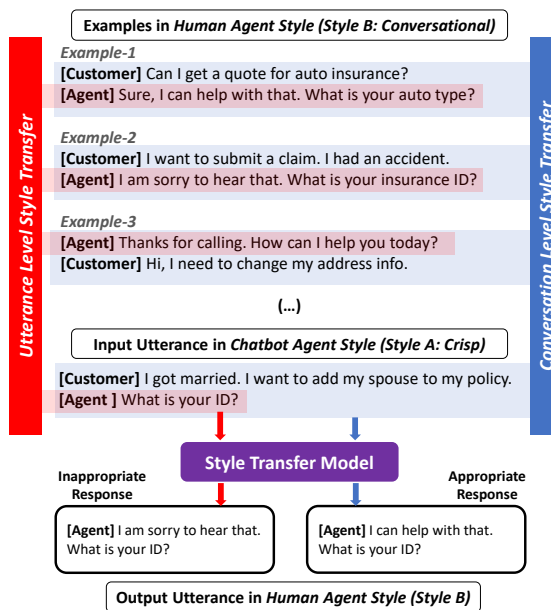 Examples in Human Agent Style (Style B: Conversational)
Utterance Level Style Transfer
Conversation Level Style Transfer
Example-1
[Customer] Can I get a quote for auto insurance?
[Agent] Sure, I can help with that. What is your auto type?
Example-2
[Customer] I want to submit a claim. I had an accident.
[Agent] I am sorry to hear that. What is your insurance ID?
Example-3
[Agent] Thanks for calling. How can I help you today?
[Customer] Hi, I need to change my address info.
(...)
Input Utterance in Chatbot Agent Style (Style A: Crisp)
[Customer] I got married. I want to add my spouse to my policy.
[Agent ] What is your ID?
Style Transfer Model
Inappropriate
Response
Appropriate
Response
[Agent] I am sorry to hear that.
What is your ID?
[Agent] I can help with that.
What is your ID?
Output Utterance in Human Agent Style (Style B)